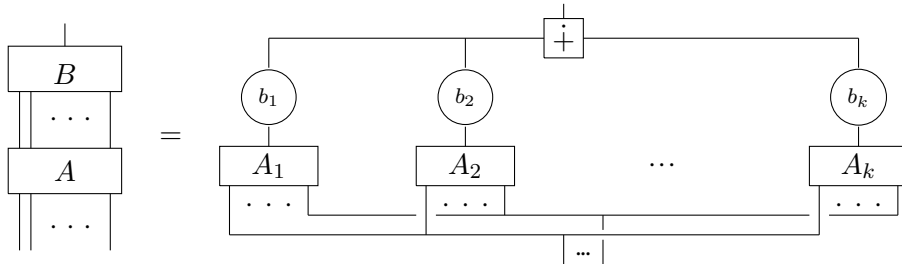 ∔
b₁ b₂ bₖ
B
· · ·
=
A₁ A₂ ··· Aₖ
A
· · · · · · · · ·
· · ·
...